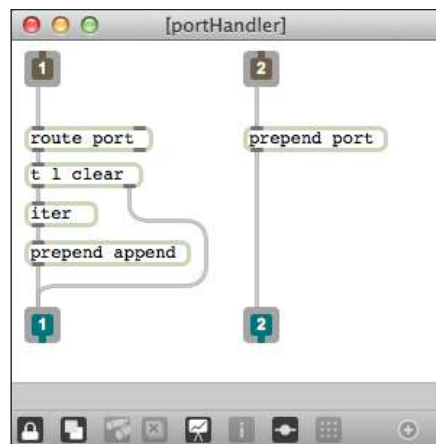 [portHandler]
1 2
route port prepend port
t l clear
iter
prepend append
1 2